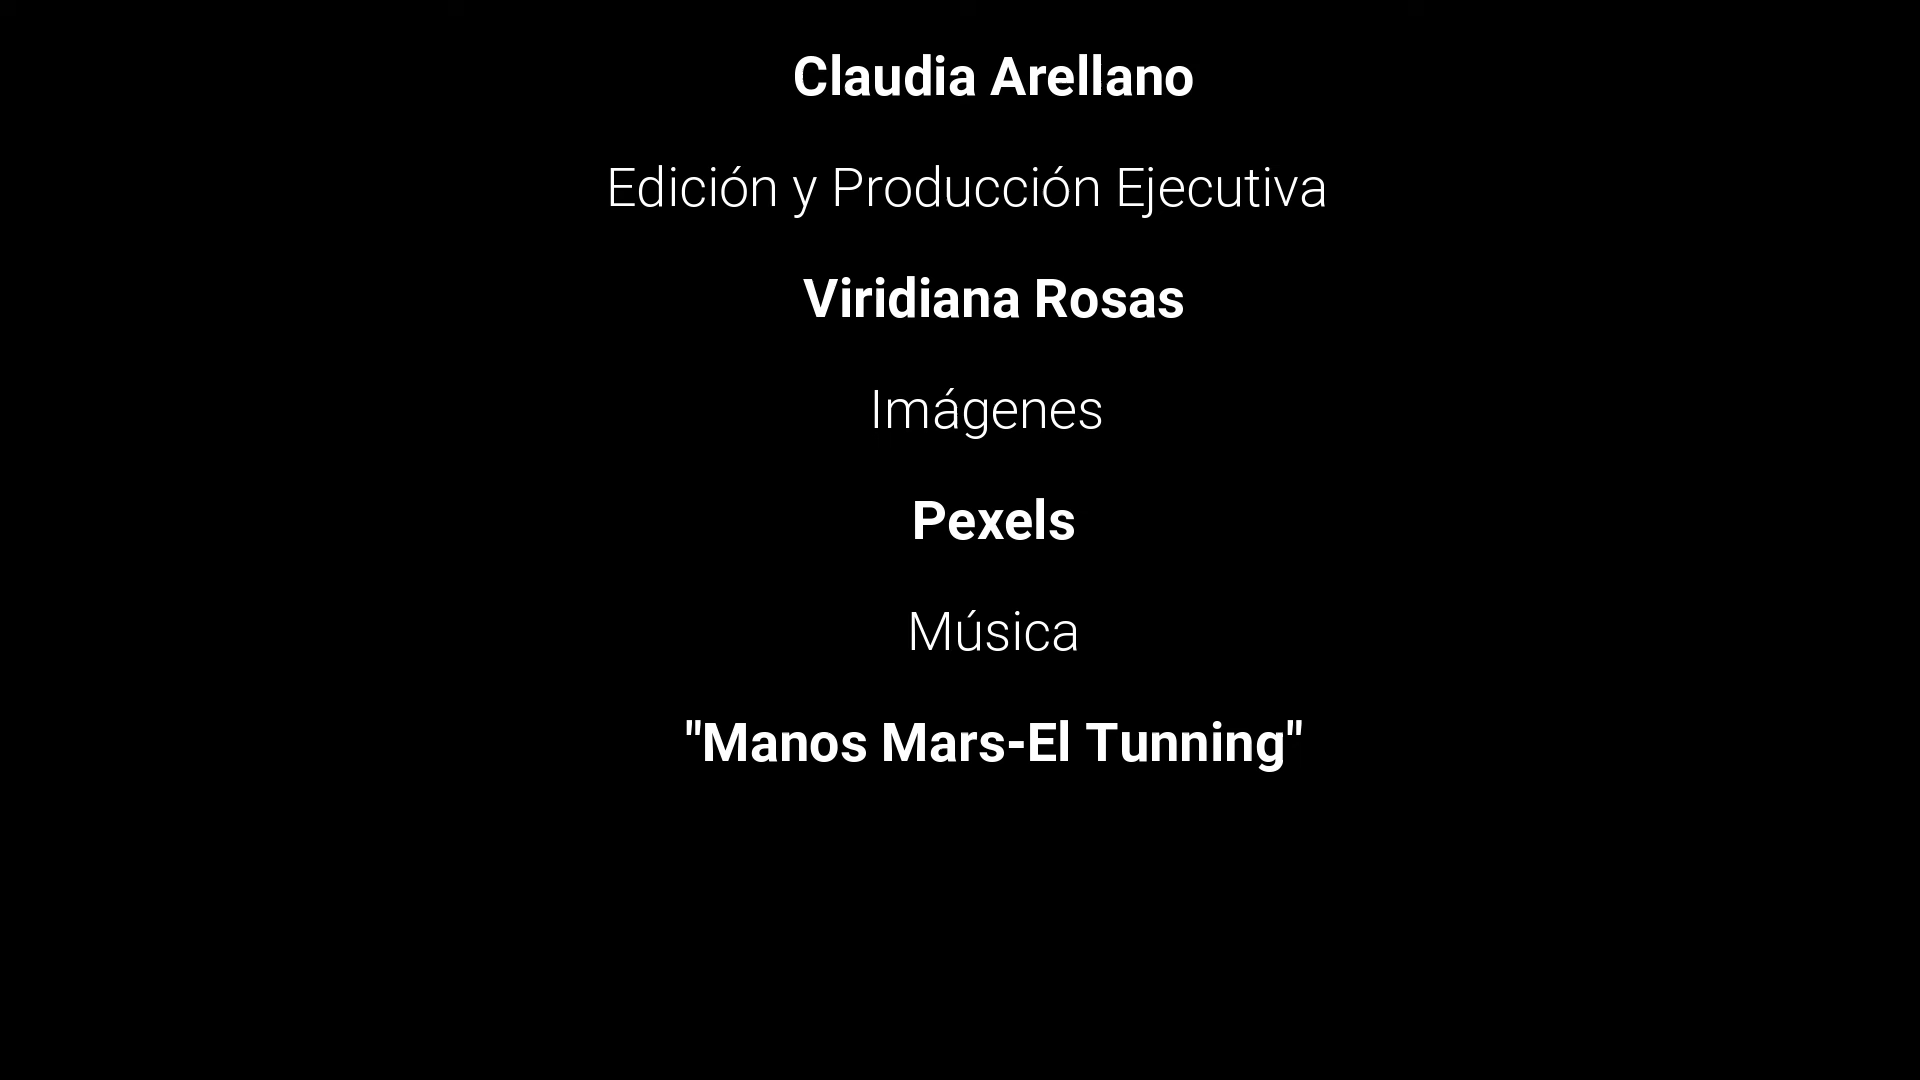 Claudia Arellano
Edición y Producción Ejecutiva
Viridiana Rosas
Imágenes
Pexels
Música
"Manos Mars-El Tunning"